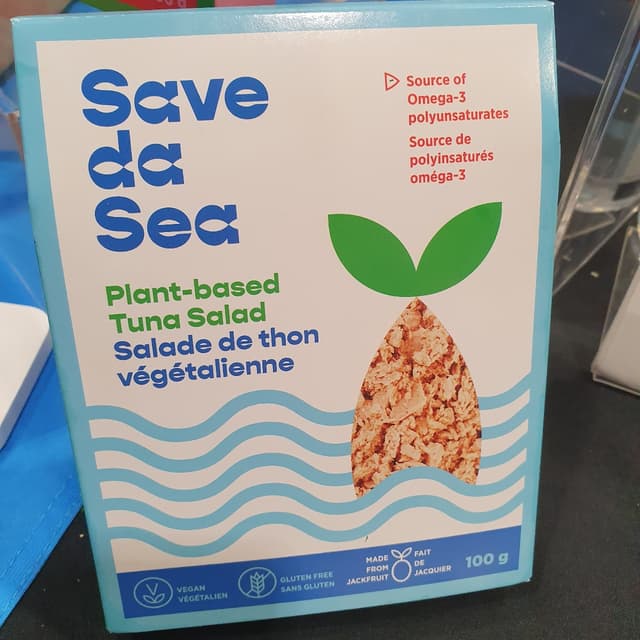 Save
da
Sea
Source of
Omega-3
polyunsaturates
Source de
polyinsaturés
oméga-3
Plant-based
Tuna Salad
Salade de thon
végétalienne
VEGAN
VÉGÉTALIEN
GLUTEN FREE
SANS GLUTEN
MADE
FROM
JACKFRUIT
FAIT
DE
JACQUIER
100 g